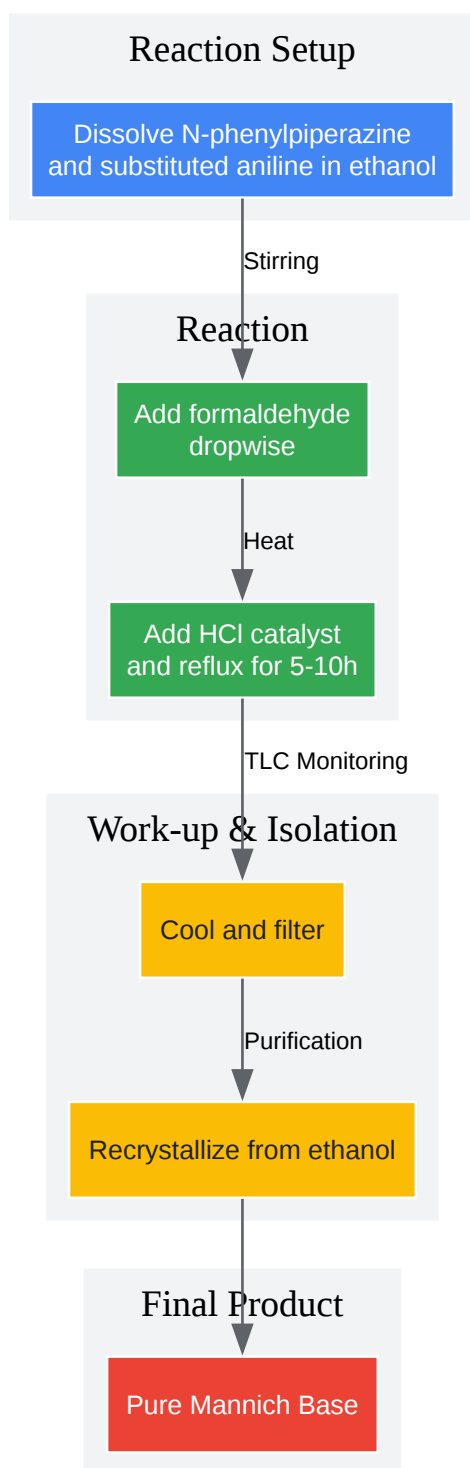 Reaction Setup
Dissolve N-phenylpiperazine
and substituted aniline in ethanol
Stirring
Reaction
Add formaldehyde
dropwise
Heat
Add HCl catalyst
and reflux for 5-10h
TLC Monitoring
Work-up & Isolation
Cool and filter
Purification
Recrystallize from ethanol
Final Product
Pure Mannich Base